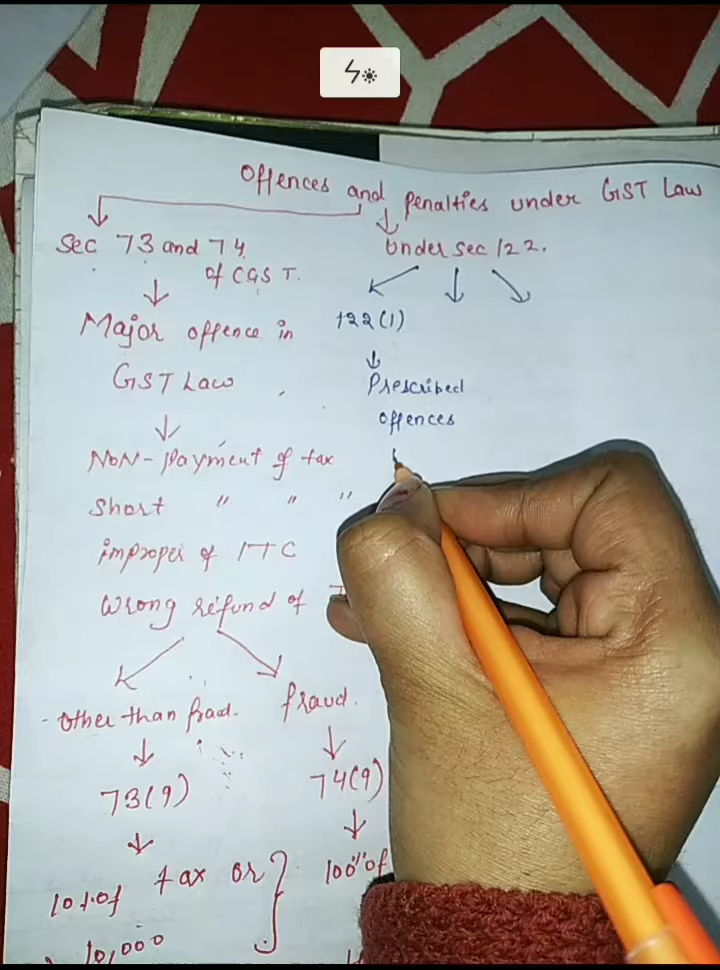 Offences and penalties under GST Law
Sec 73 and 74
of CGST.
Major offence in
GST Law
Non-payment of tax
Short " " "
improper of ITC
Wrong refund of
Other than fraud.
fraud.
73(9)
74(9)
10% of tax or
10,000
100% of
Under sec 122.
122(1)
Prescribed
offences